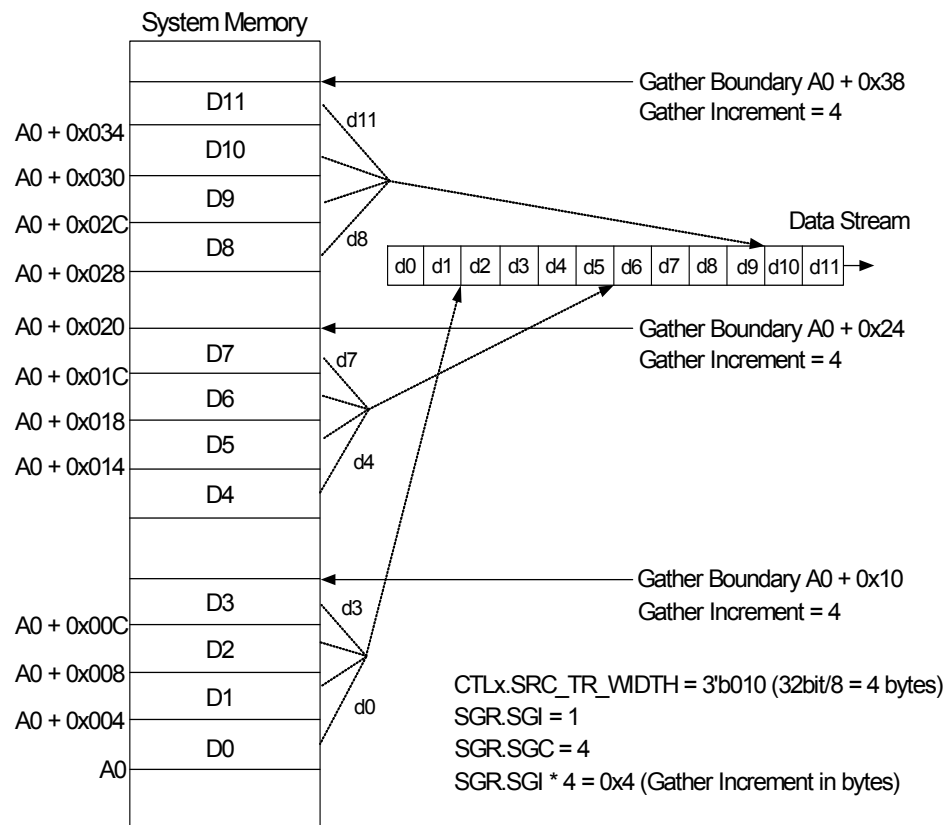 System Memory
Gather Boundary A0 + 0x38
Gather Increment = 4
D11
d11
A0 + 0x034
D10
A0 + 0x030
D9
A0 + 0x02C
D8
d8
A0 + 0x028
Data Stream
d0 d1 d2 d3 d4 d5 d6 d7 d8 d9 d10 d11
A0 + 0x020
Gather Boundary A0 + 0x24
Gather Increment = 4
D7
d7
A0 + 0x01C
D6
A0 + 0x018
D5
d4
A0 + 0x014
D4
Gather Boundary A0 + 0x10
Gather Increment = 4
D3
d3
A0 + 0x00C
D2
A0 + 0x008
D1
d0
A0 + 0x004
D0
A0
CTLx.SRC_TR_WIDTH = 3'b010 (32bit/8 = 4 bytes)
SGR.SGI = 1
SGR.SGC = 4
SGR.SGI * 4 = 0x4 (Gather Increment in bytes)